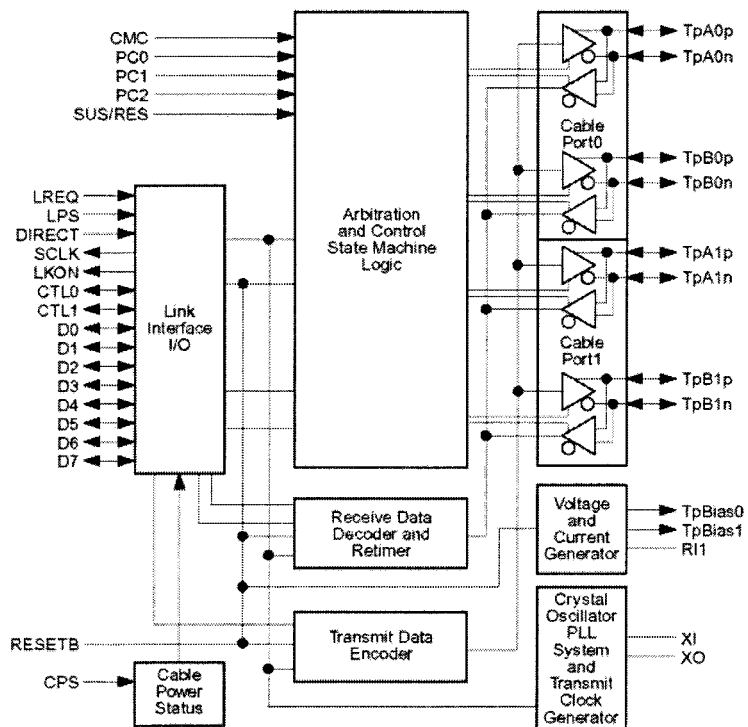 CMC
PC0
PC1
PC2
SUS/RES
LREQ
LPS
DIRECT
SCLK
LKON
CTL0
CTL1
D0
D1
D2
D3
D4
D5
D6
D7
Link
Interface
I/O
Arbitration
and Control
State Machine
Logic
Cable
Port0
Cable
Port1
TpA0p
TpA0n
TpB0p
TpB0n
TpA1p
TpA1n
TpB1p
TpB1n
Receive Data
Decoder and
Retimer
Voltage
and
Current
Generator
TpBias0
TpBias1
RI1
RESETB
CPS
Cable
Power
Status
Transmit Data
Encoder
Crystal
Oscillator
PLL
System
and
Transmit
Clock
Generator
XI
XO